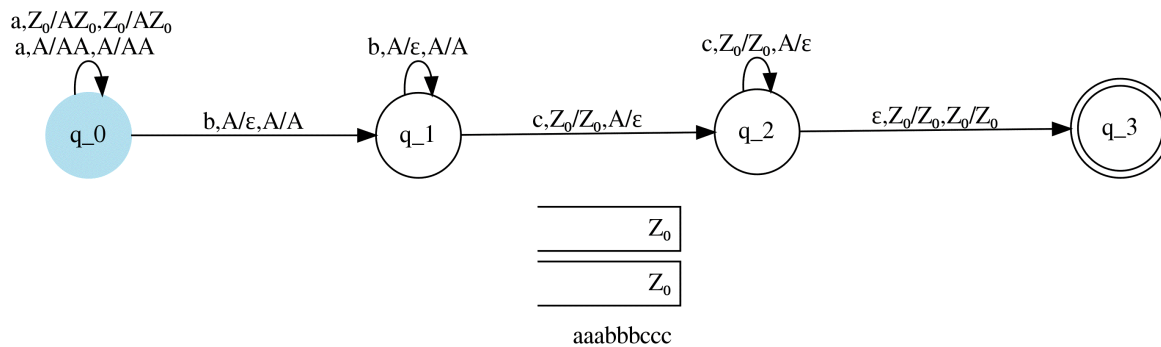 a,Z₀/AZ₀,Z₀/AZ₀
a,A/AA,A/AA
b,A/ε,A/A
c,Z₀/Z₀,A/ε
q_0
b,A/ε,A/A
q_1
c,Z₀/Z₀,A/ε
q_2
ε,Z₀/Z₀,Z₀/Z₀
q_3
Z₀
Z₀
aaabbbccc